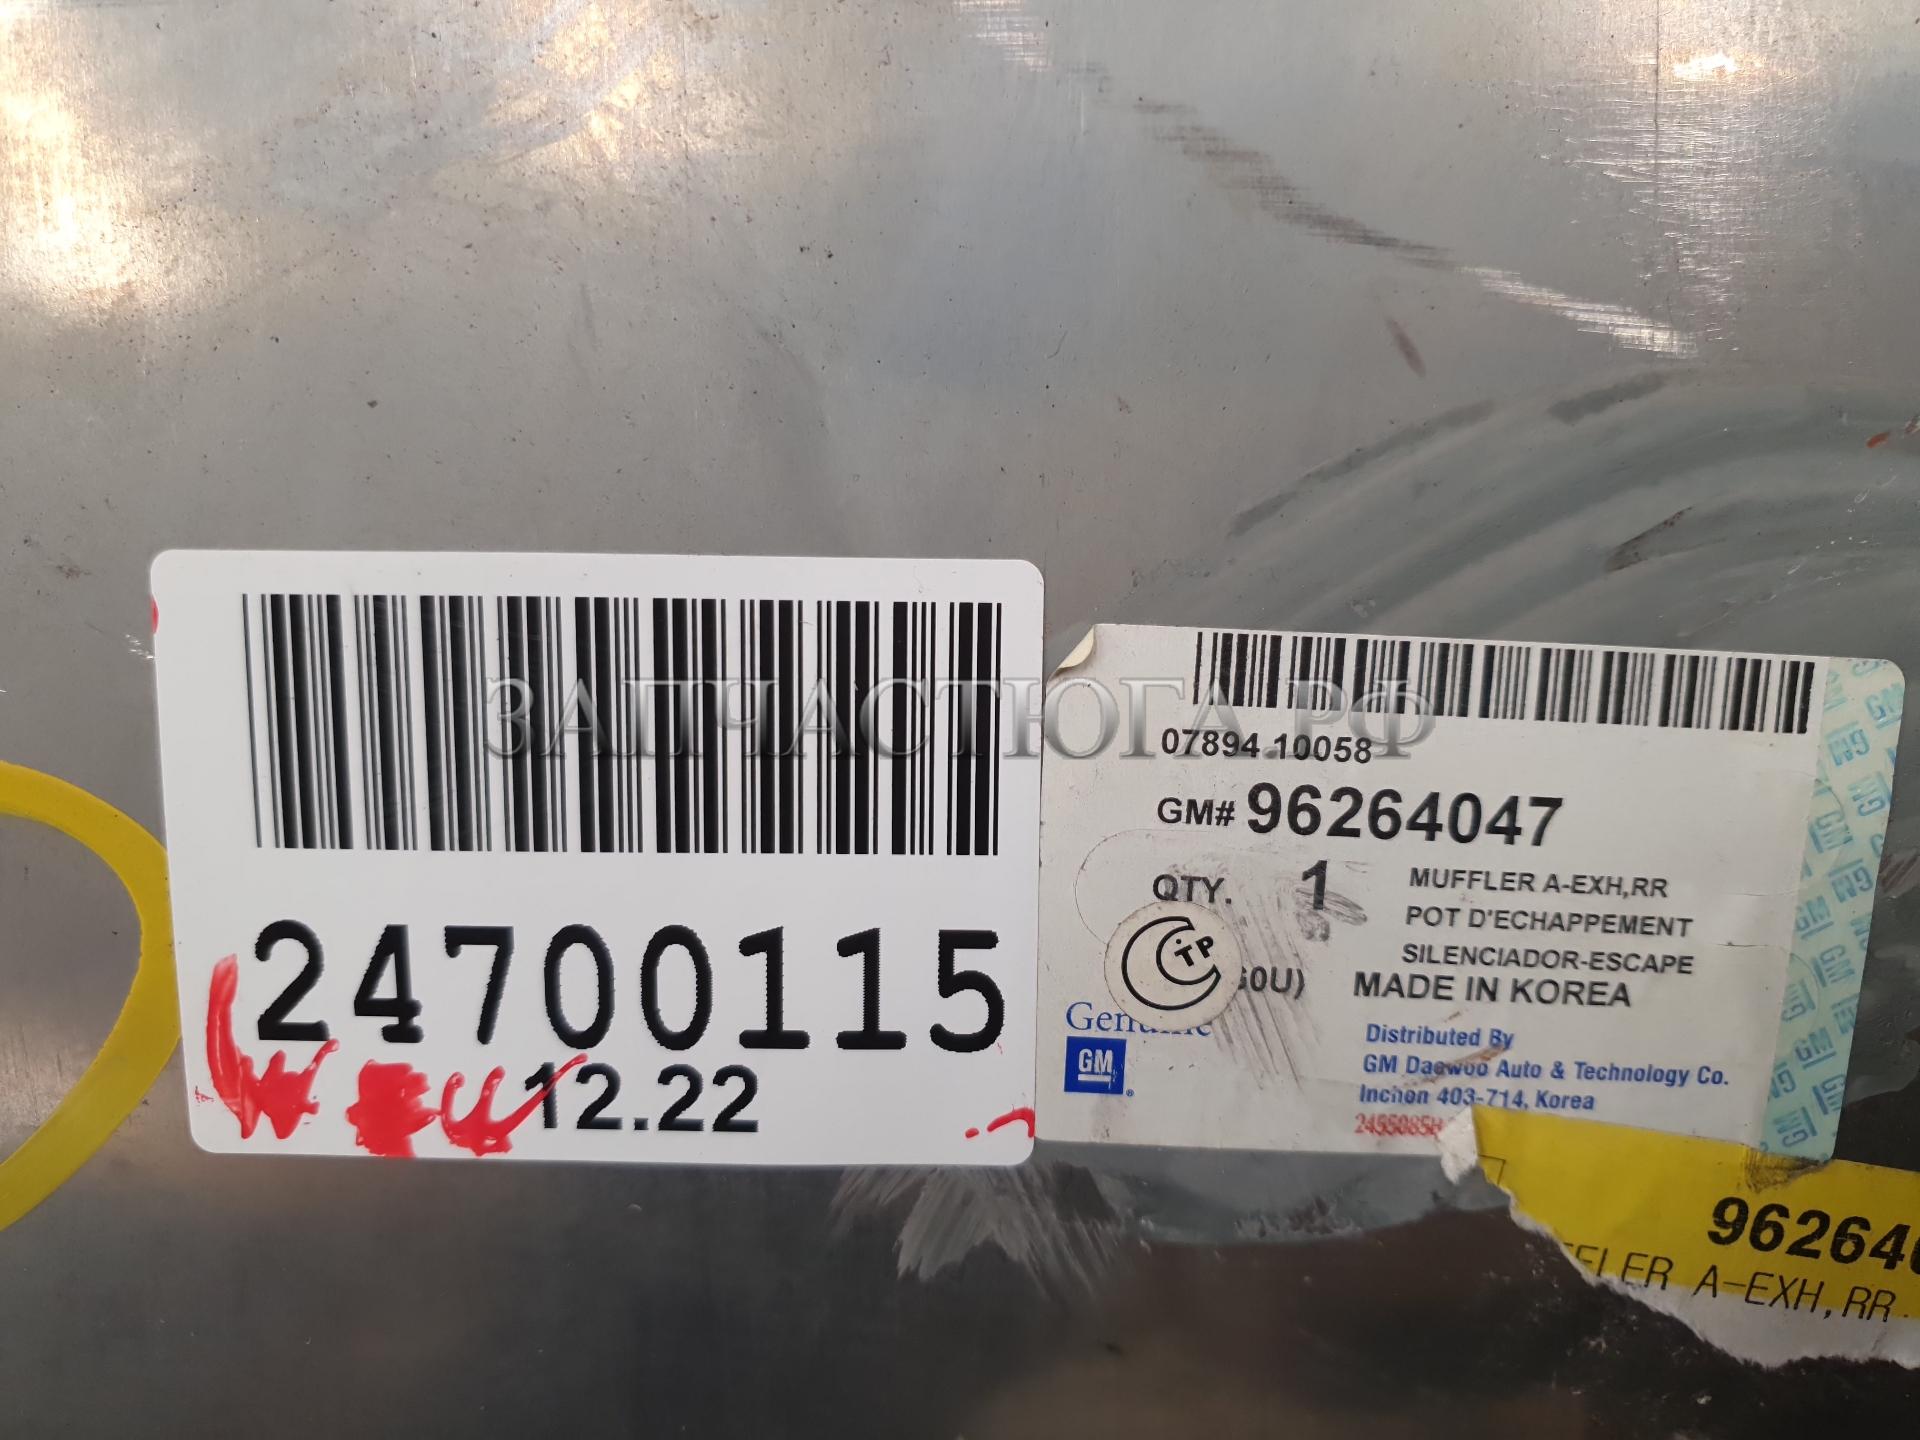 ЗАПЧАСТЮГА.РФ
24700115
12.22
07894 10058
GM# 96264047
QTY. 1
MUFFLER A-EXH,RR
POT D'ECHAPPEMENT
SILENCIADOR-ESCAPE
MADE IN KOREA
TP
Genuine
GM
Distributed By
GM Daewoo Auto & Technology Co.
Inchon 403-714, Korea
A-EXH,RR